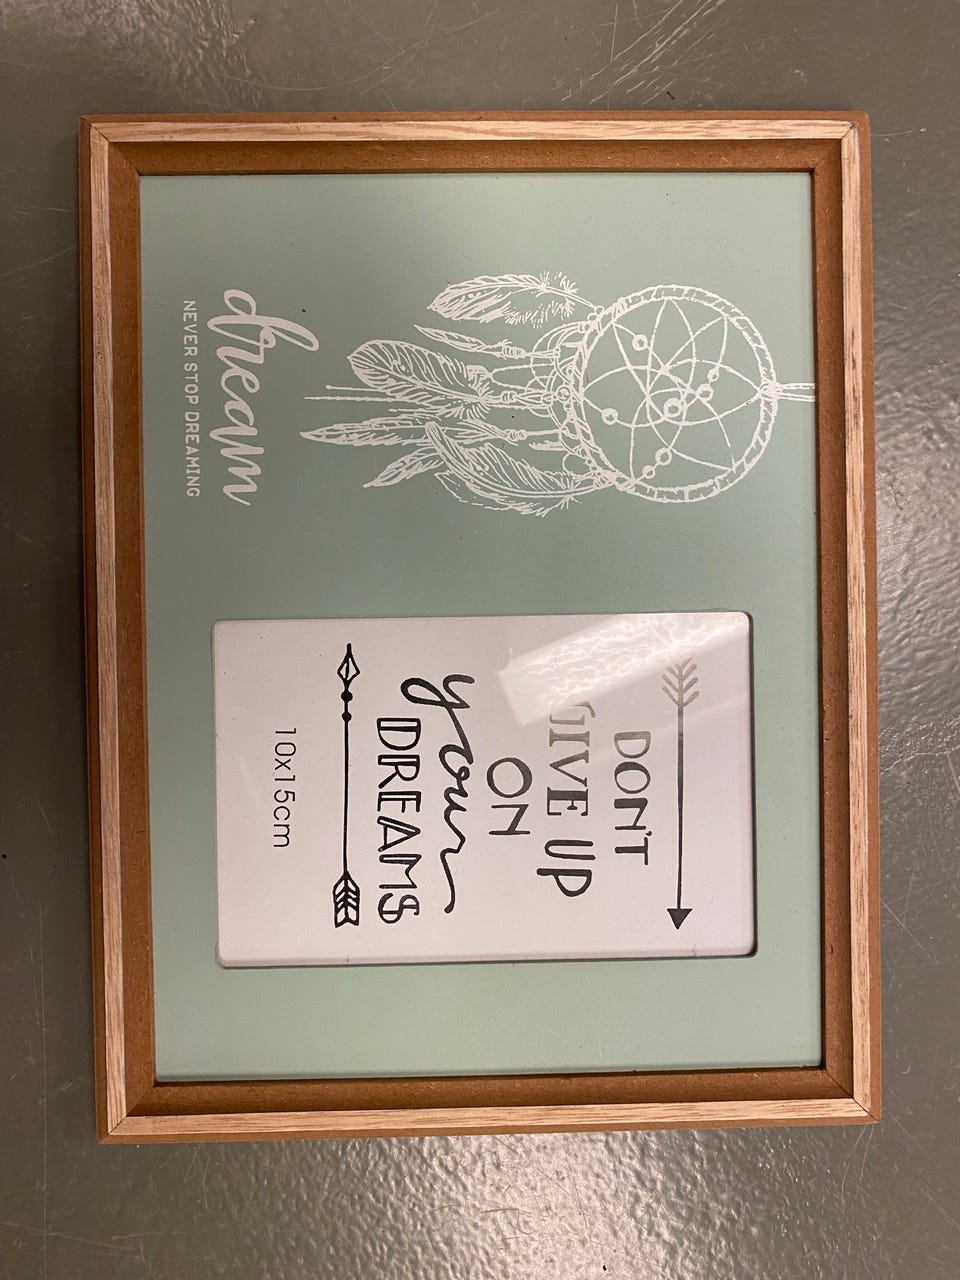 dream
NEVER STOP DREAMING
DON'T
GIVE UP
ON
your
DREAMS
10x15cm